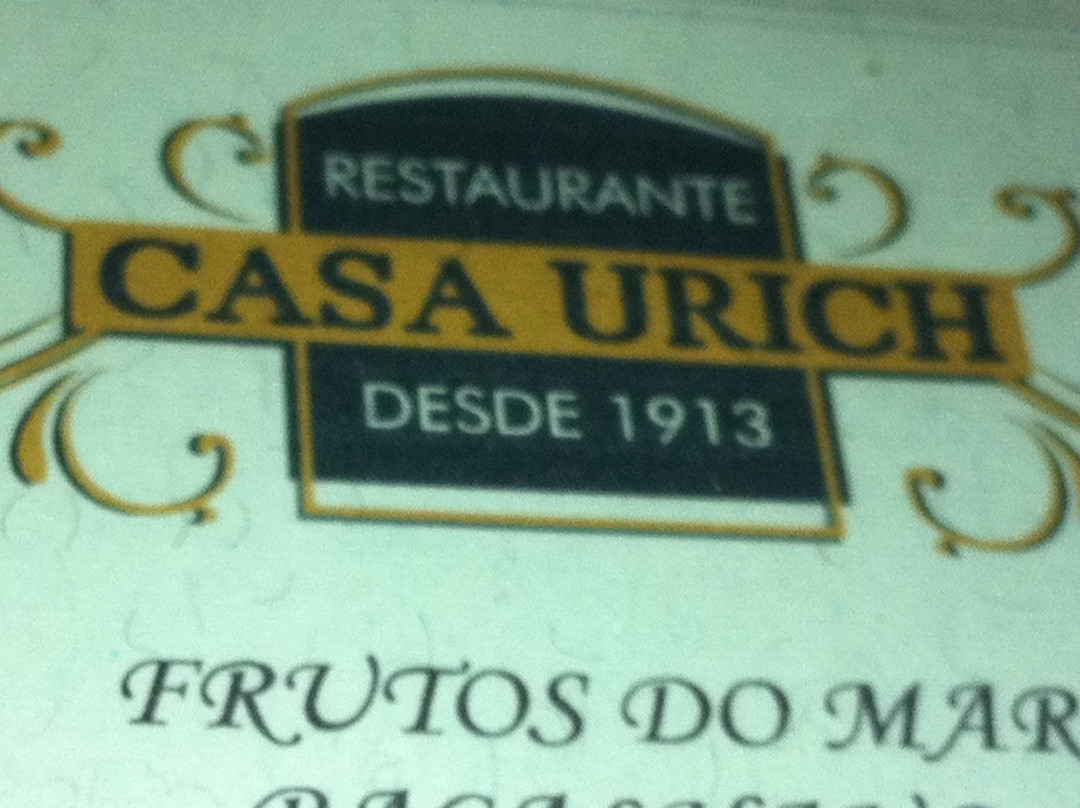 RESTAURANTE
CASA URICH
DESDE 1913
FRUTOS DO MAR